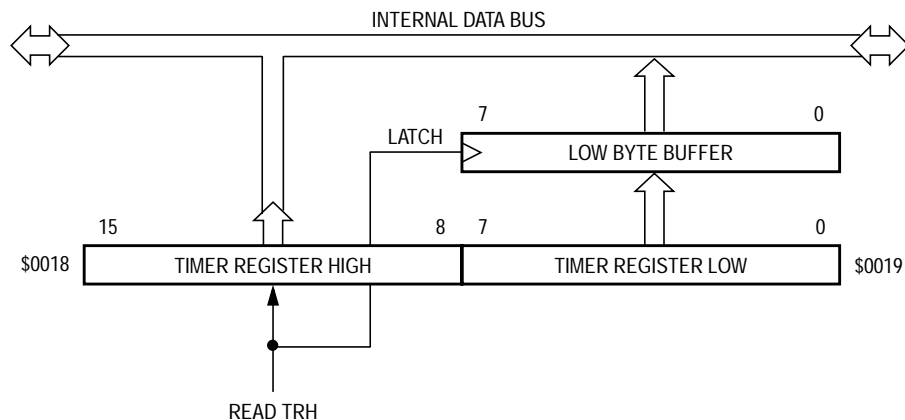 INTERNAL DATA BUS
7 0
LATCH
LOW BYTE BUFFER
15 8 7 0
$0018 TIMER REGISTER HIGH TIMER REGISTER LOW $0019
READ TRH